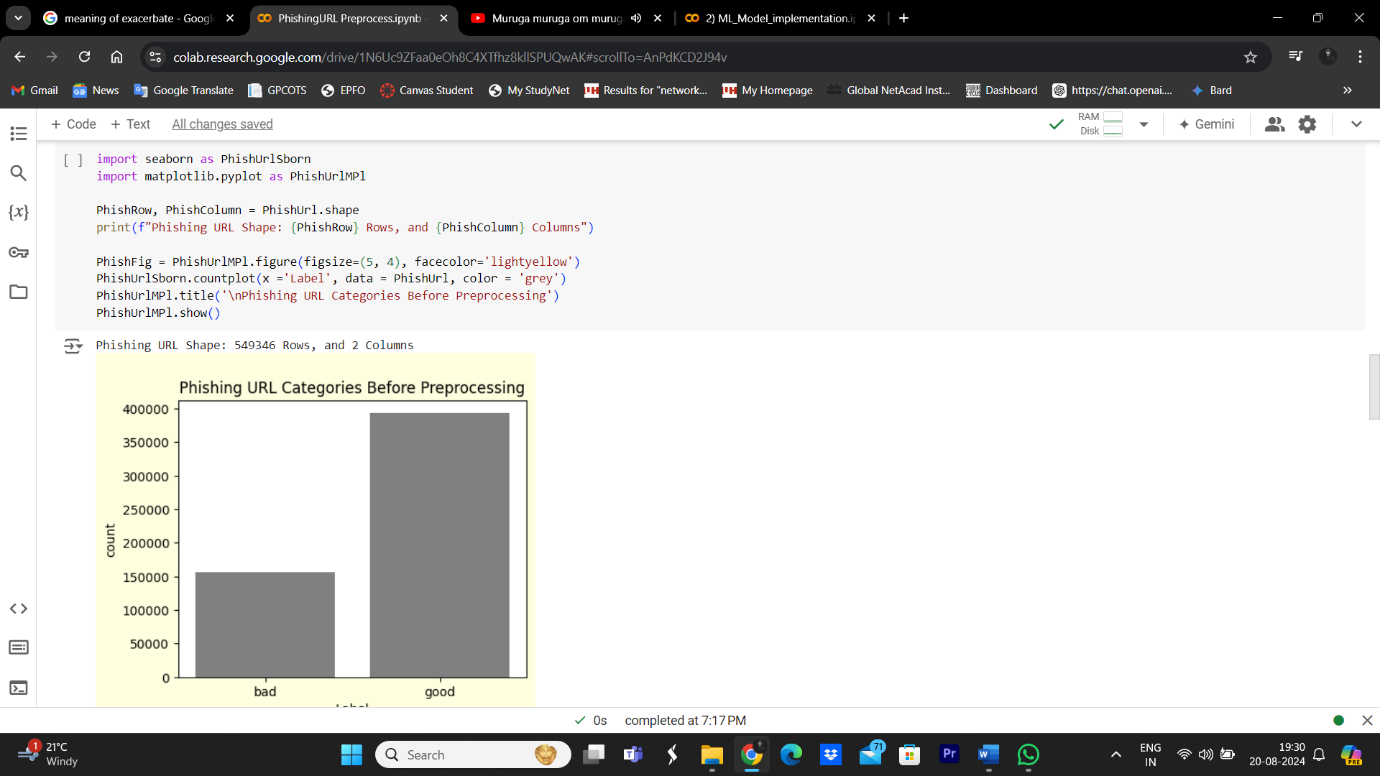 meaning of exacerbate - Googl
PhishingURL Preprocess.ipynb -
Muruga muruga om murug
2) ML_Model_implementation.i
colab.research.google.com/drive/1N6Uc9ZFaa0eOh8C4XTfhz8kllSPUQwAK#scrollTo=AnPdKCD2J94v
Gmail News Google Translate GPCOTS EPFO Canvas Student My StudyNet Results for "network... My Homepage Global NetAcad Inst... Dashboard https://chat.openai.... Bard
+ Code + Text All changes saved
RAM
Disk
Gemini
[ ] import seaborn as PhishUrlSborn
import matplotlib.pyplot as PhishUrlMPl
PhishRow, PhishColumn = PhishUrl.shape
print(f"Phishing URL Shape: {PhishRow} Rows, and {PhishColumn} Columns")
PhishFig = PhishUrlMPl.figure(figsize=(5, 4), facecolor='lightyellow')
PhishUrlSborn.countplot(x ='Label', data = PhishUrl, color = 'grey')
PhishUrlMPl.title('\nPhishing URL Categories Before Preprocessing')
PhishUrlMPl.show()
Phishing URL Shape: 549346 Rows, and 2 Columns
Phishing URL Categories Before Preprocessing
400000
350000
300000
250000
200000
150000
100000
50000
0
count
bad good
Label
0s completed at 7:17 PM
1
21°C
Windy
Search
71
Pr
W
PRE
ENG
IN
19:30
20-08-2024